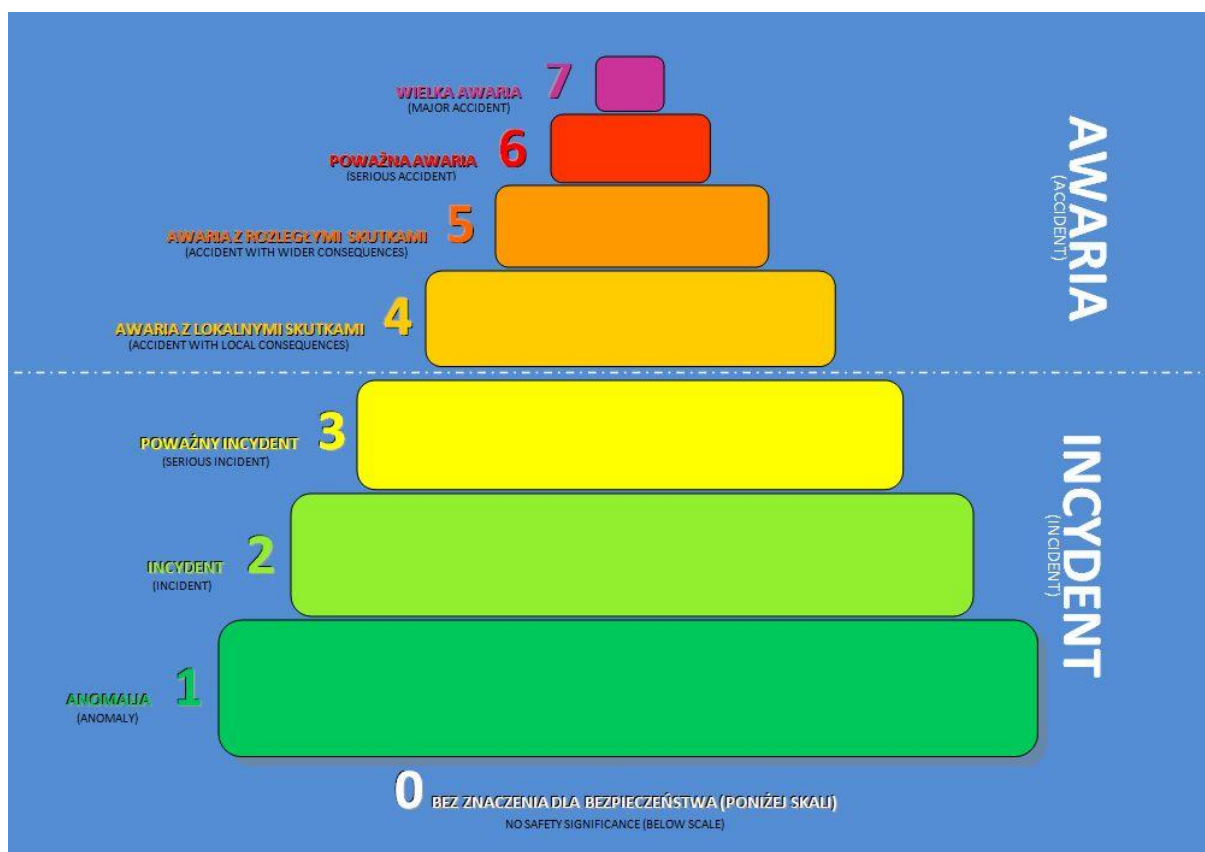 7
WIELKA AWARIA
(MAJOR ACCIDENT)
6
POWAŻNA AWARIA
(SERIOUS ACCIDENT)
5
AWARIA Z ROZLEGŁYMI SKUTKAMI
(ACCIDENT WITH WIDER CONSEQUENCES)
4
AWARIA Z LOKALNYMI SKUTKAMI
(ACCIDENT WITH LOCAL CONSEQUENCES)
AWARIA
(ACCIDENT)
3
POWAŻNY INCYDENT
(SERIOUS INCIDENT)
2
INCYDENT
(INCIDENT)
1
ANOMALIA
(ANOMALY)
INCYDENT
(INCIDENT)
0 BEZ ZNACZENIA DLA BEZPIECZEŃSTWA (PONIŻEJ SKALI)
NO SAFETY SIGNIFICANCE (BELOW SCALE)